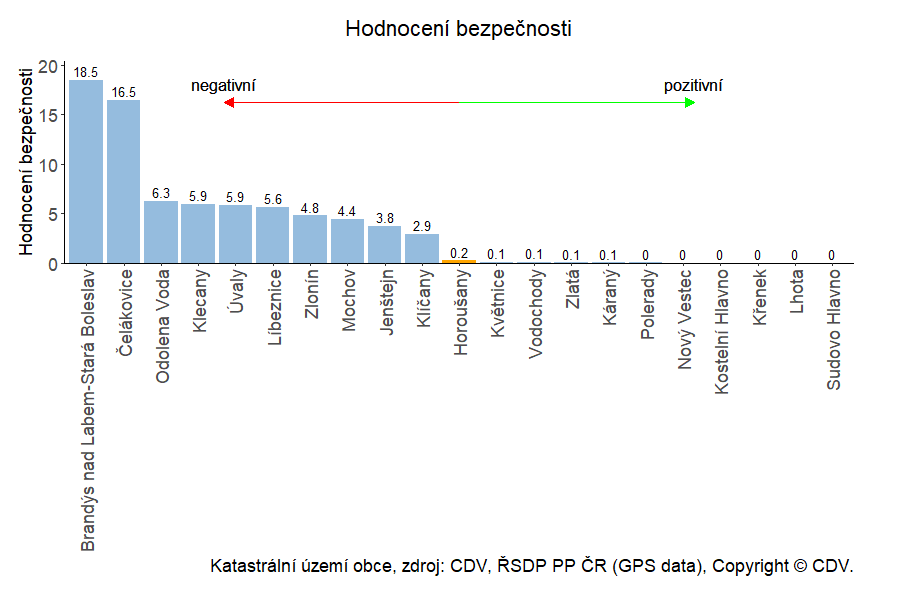 Hodnocení bezpečnosti
negativní
pozitivní
Hodnocení bezpečnosti
20
15
10
5
0
18.5
16.5
6.3
5.9
5.9
5.6
4.8
4.4
3.8
2.9
0.2
0.1
0.1
0.1
0.1
0
0
0
0
0
0
Brandýs nad Labem-Stará Boleslav
Čelákovice
Odolena Voda
Klecany
Úvaly
Líbeznice
Zlonín
Mochov
Jenštejn
Klíčany
Horoušany
Květnice
Vodochody
Zlatá
Káraný
Polerady
Nový Vestec
Kostelní Hlavno
Křenek
Lhota
Sudovo Hlavno
Katastrální území obce, zdroj: CDV, ŘSDP PP ČR (GPS data), Copyright © CDV.